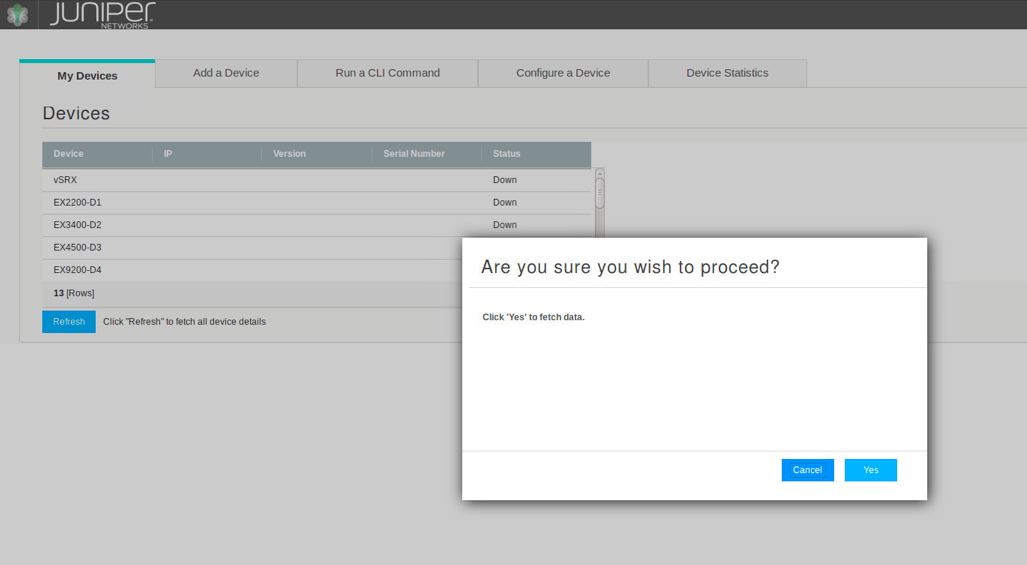 JUNIPER
NETWORKS
My Devices
Add a Device
Run a CLI Command
Configure a Device
Device Statistics
Devices
Device IP Version Serial Number Status
vSRX Down
EX2200-D1 Down
EX3400-D2 Down
EX4500-D3
EX9200-D4
13 [Rows]
Refresh Click "Refresh" to fetch all device details
Are you sure you wish to proceed?
Click 'Yes' to fetch data.
Cancel Yes